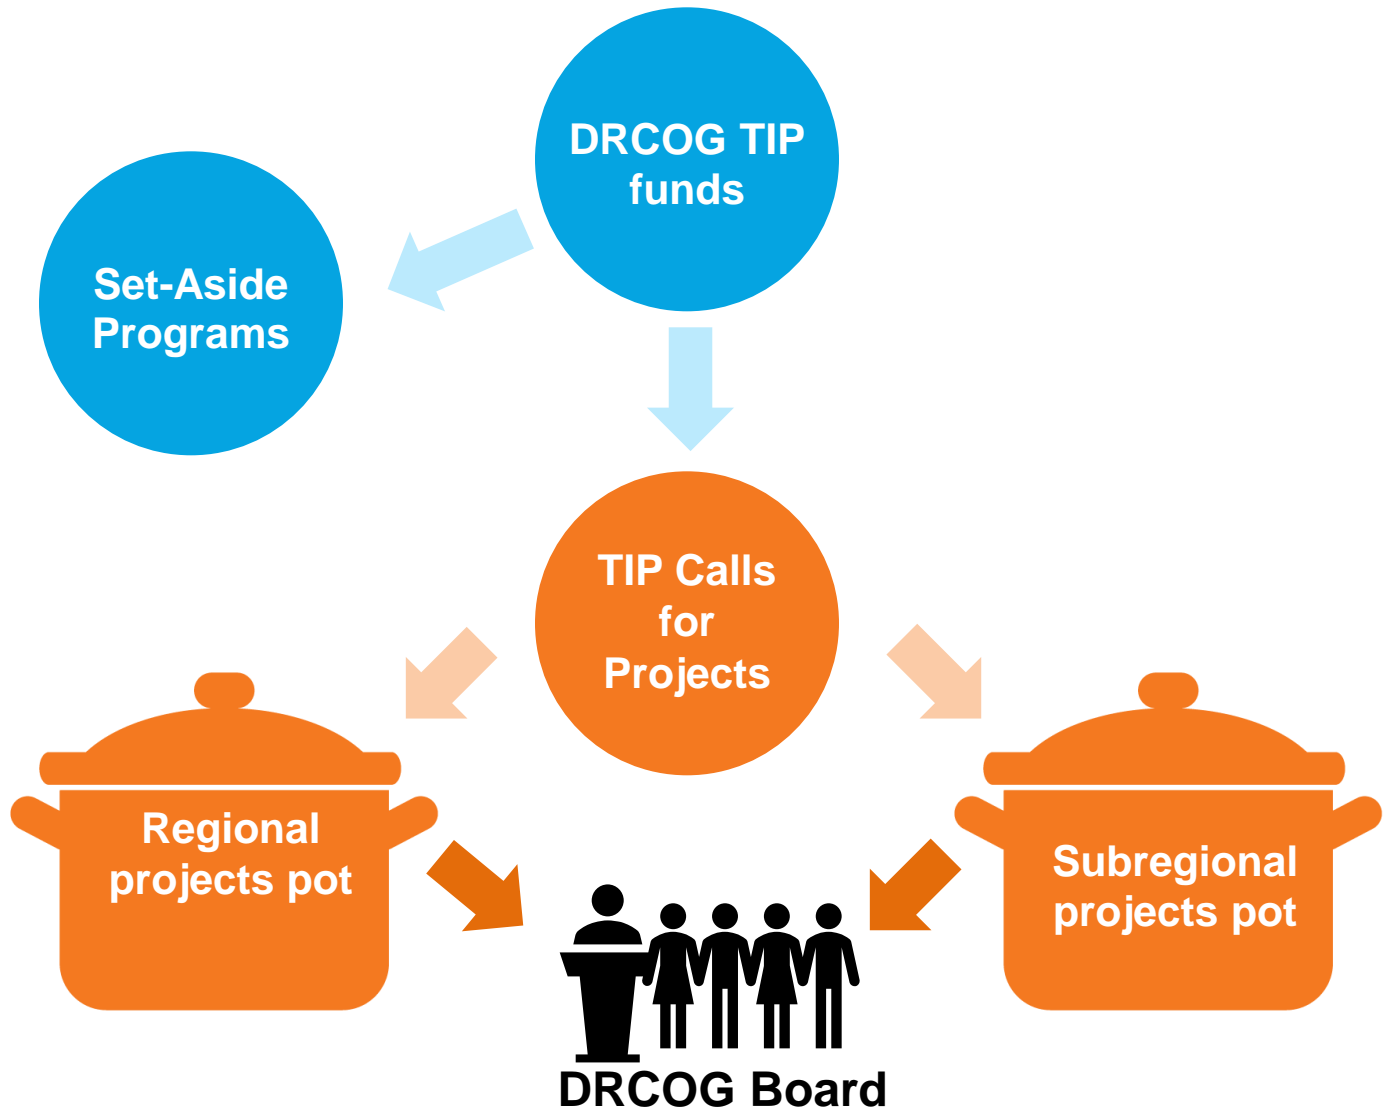 DRCOG TIP
funds
Set-Aside
Programs
TIP Calls
for
Projects
Regional
projects pot
Subregional
projects pot
DRCOG Board